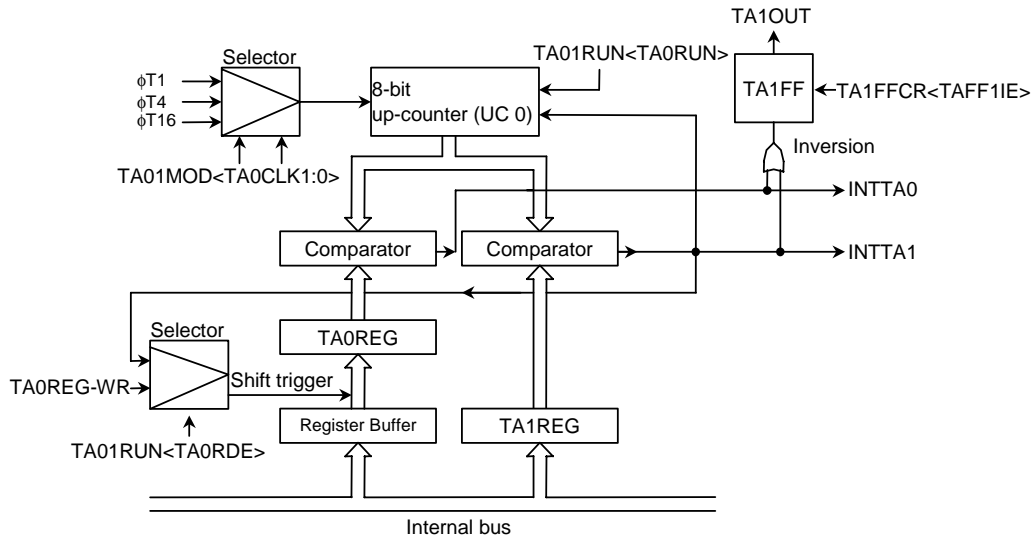 TA1OUT
Selector
TA01RUN<TA0RUN>
ϕT1
ϕT4
ϕT16
8-bit
up-counter (UC 0)
TA1FF
TA1FFCR<TAFF1IE>
Inversion
TA01MOD<TA0CLK1:0>
INTTA0
Comparator
Comparator
INTTA1
Selector
TA0REG
TA0REG-WR
Shift trigger
Register Buffer
TA1REG
TA01RUN<TA0RDE>
Internal bus